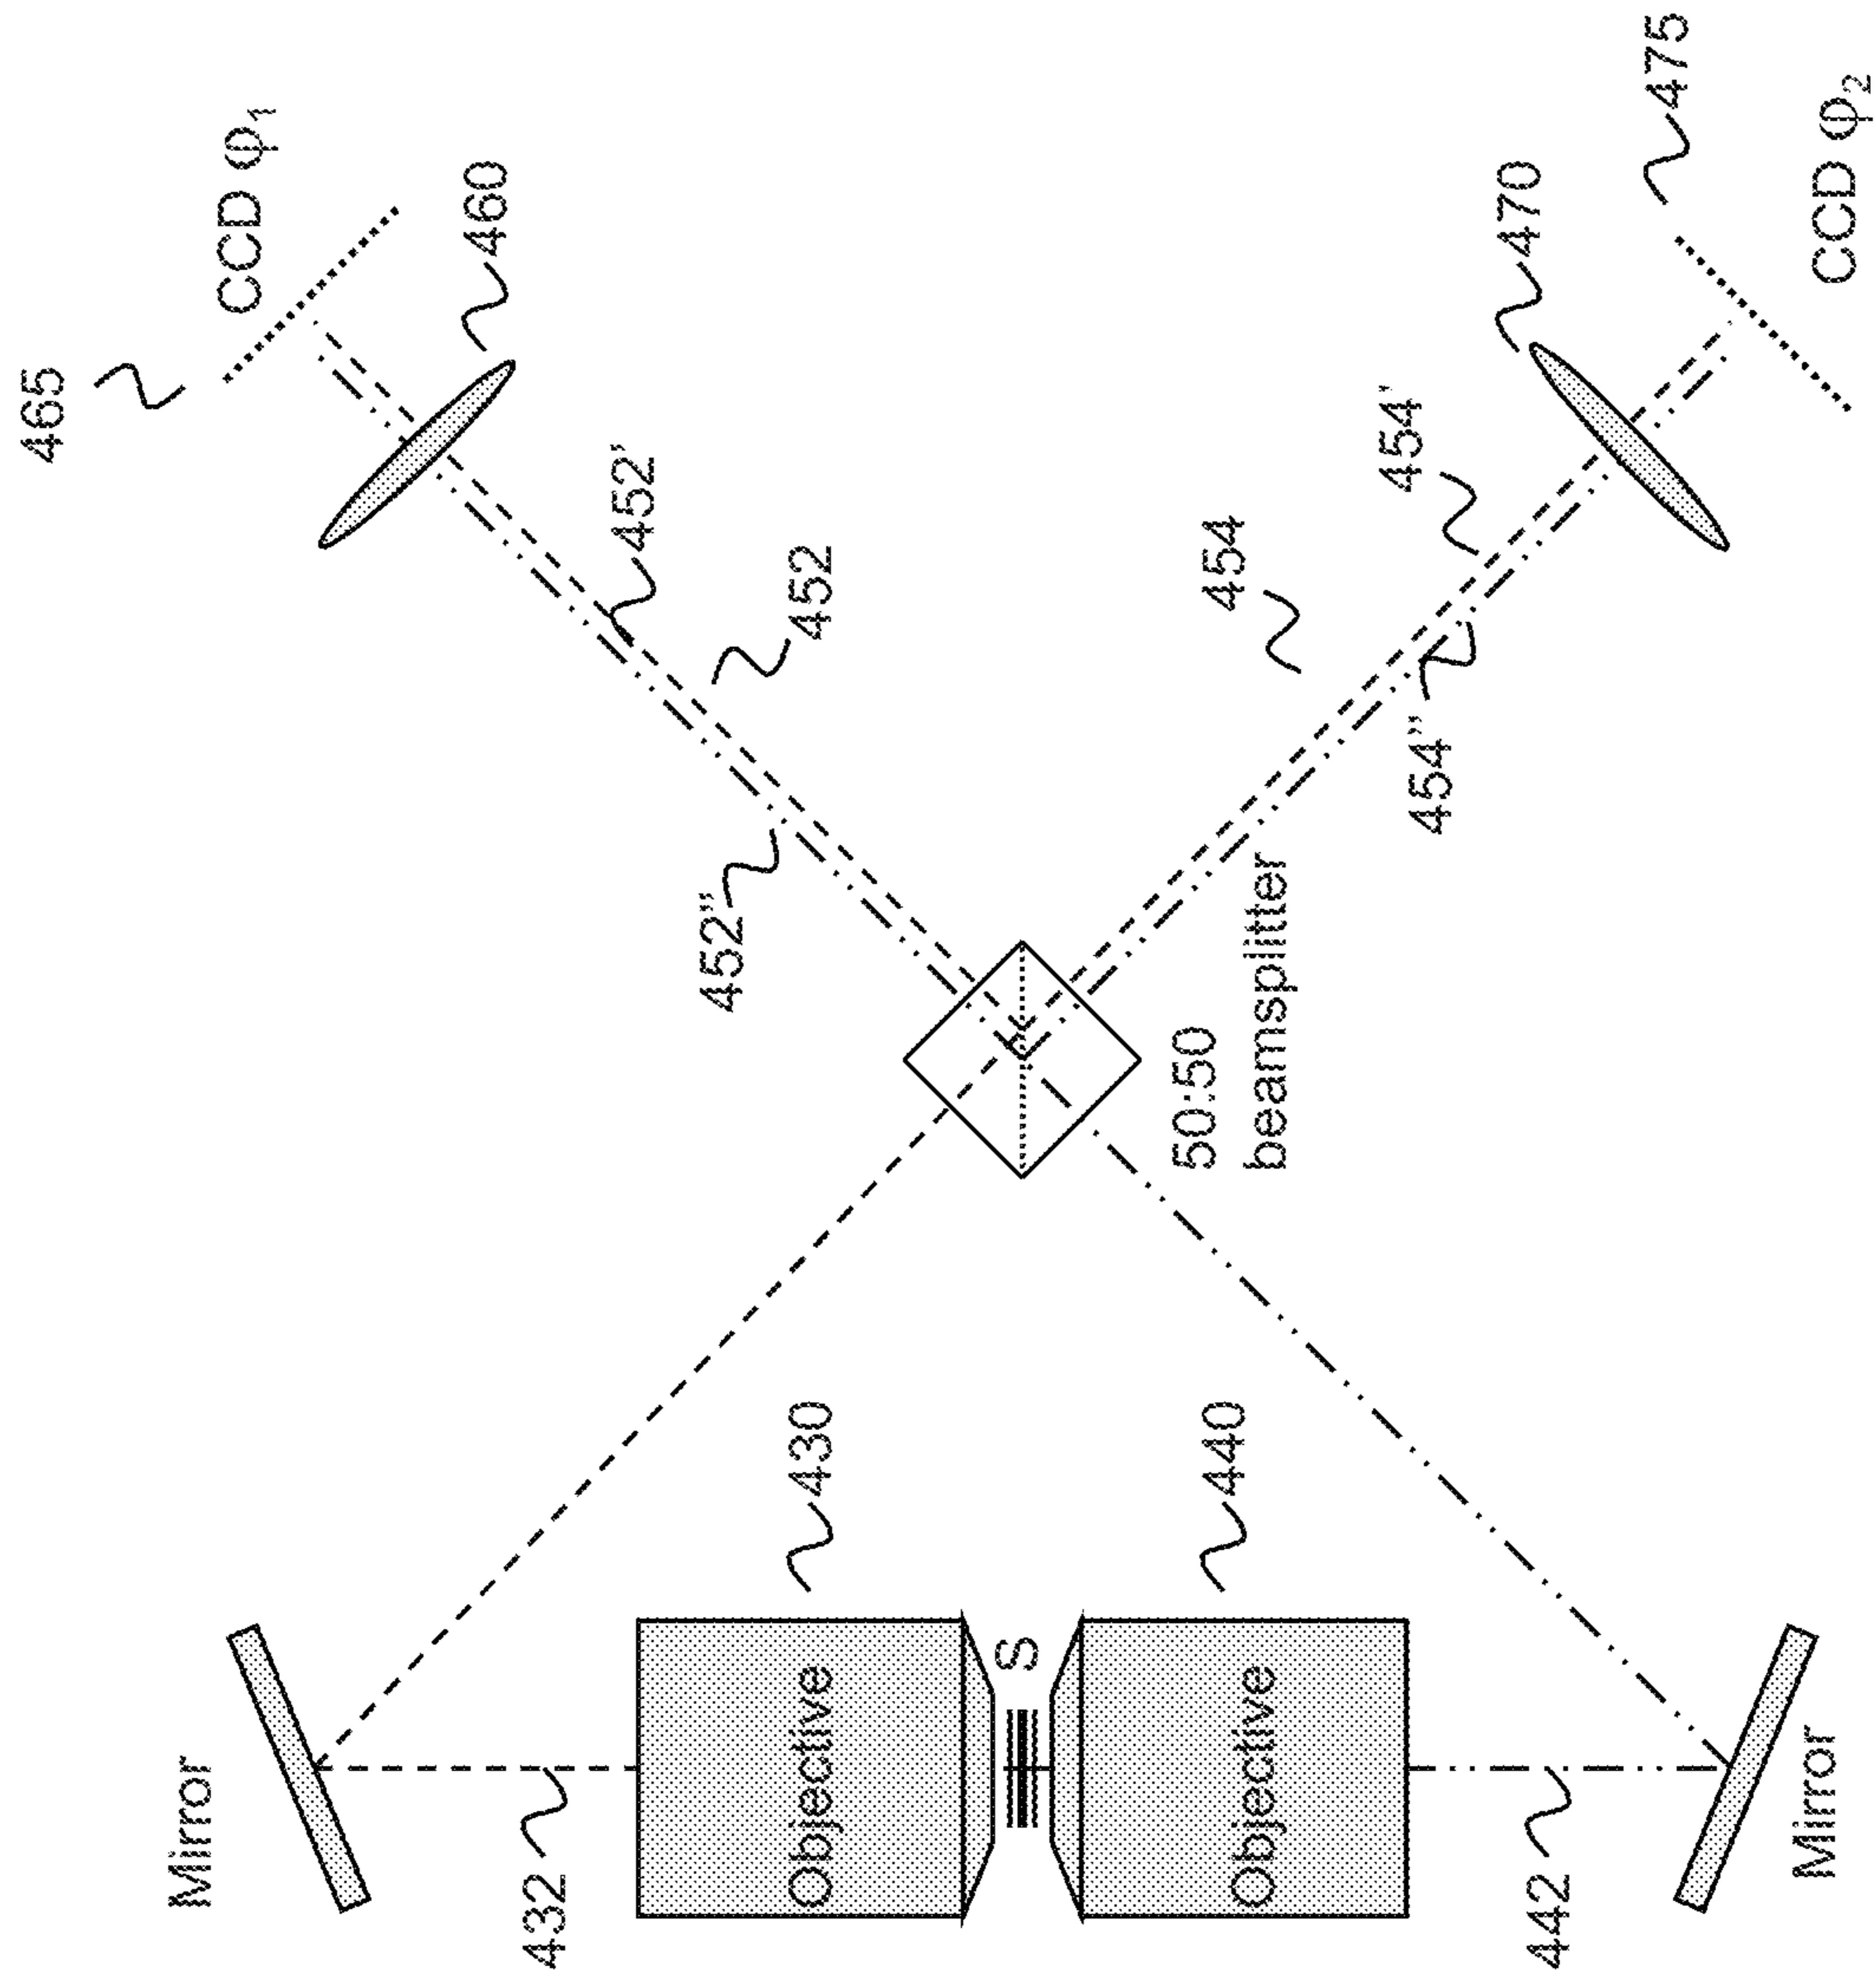 465
Mirror
CCD φ₁
460
432
452'
452"
Objective
430
452
S
50:50
beamsplitter
Objective
440
454
454'
454"
470
442
475
Mirror
CCD φ₂